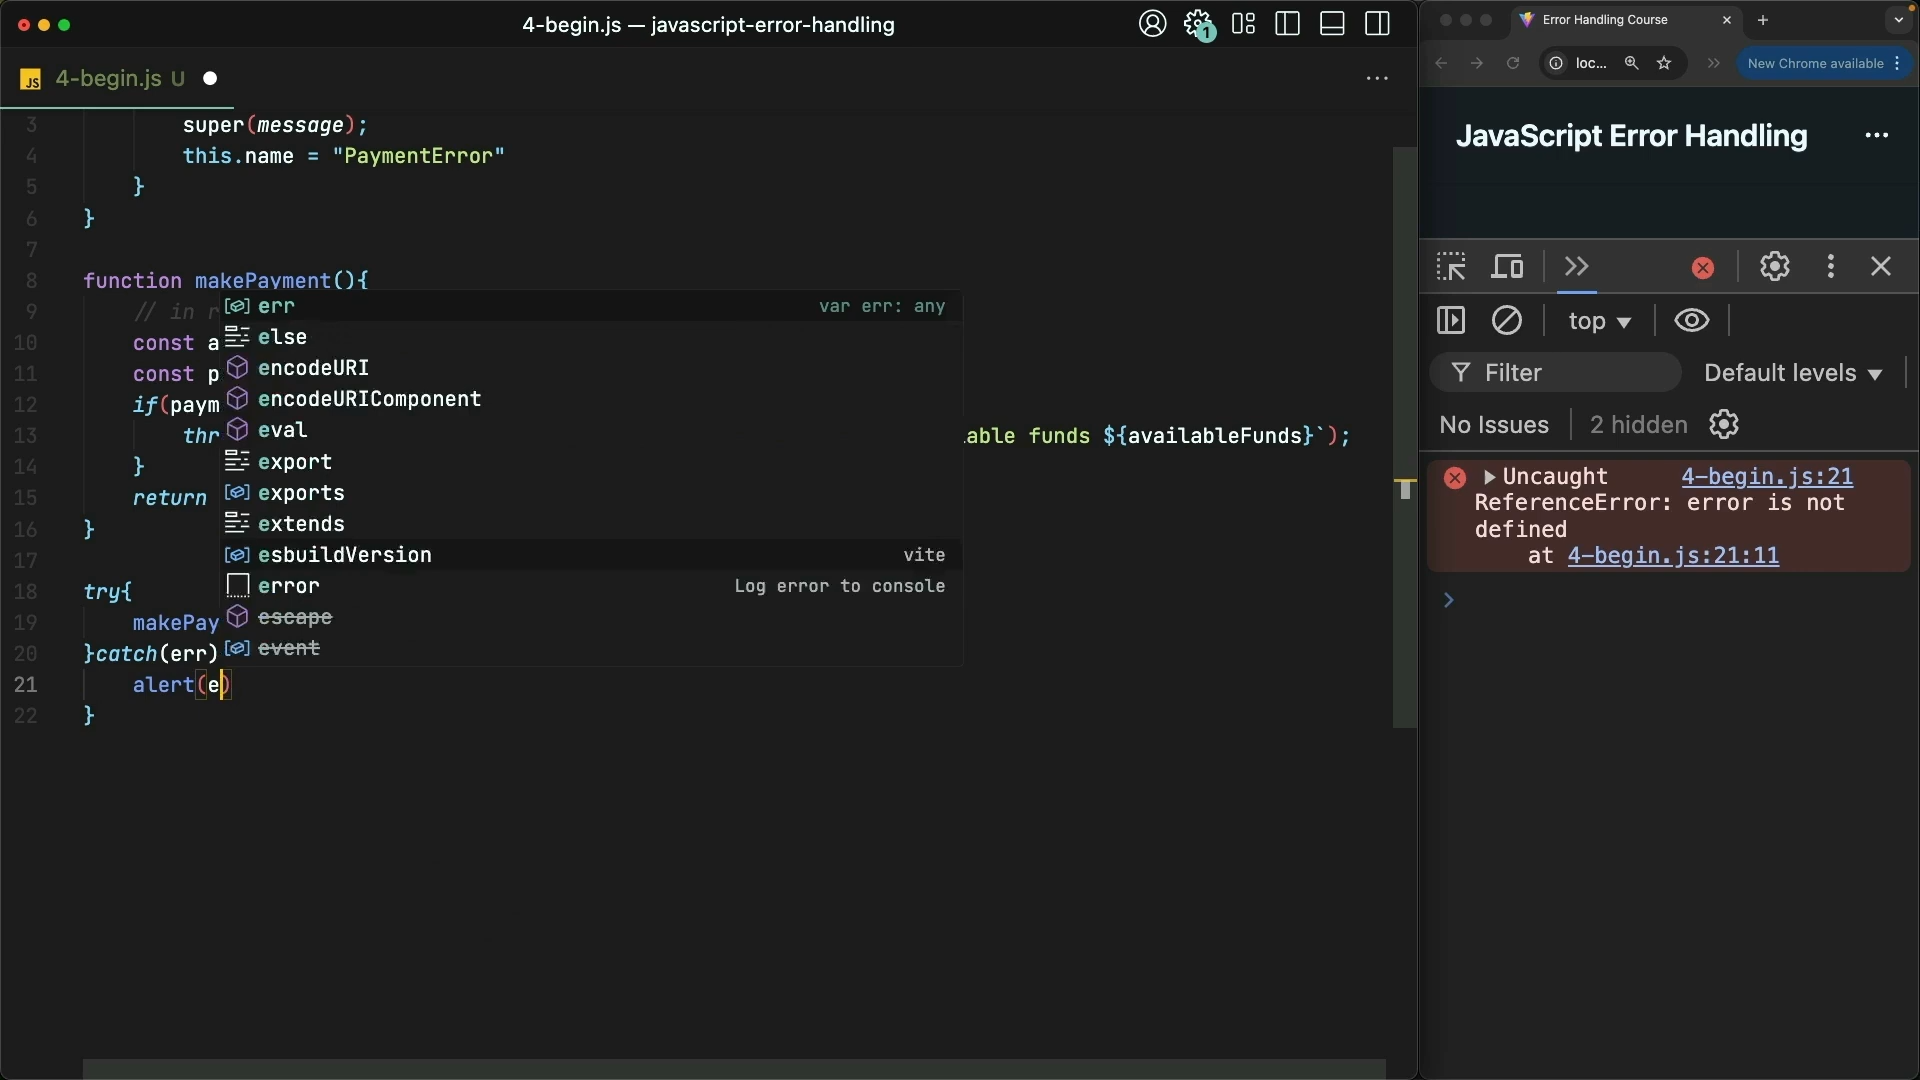 4-begin.js — javascript-error-handling
1
JS 4-begin.js U
3 super(message);
4 this.name = "PaymentError"
5 }
6 }
7
8 function makePayment(){
9 // in r
10 const a
11 const p
12 if(paym
13 thr able funds ${availableFunds}`);
14 }
15 return
16 }
17
18 try{
19 makePay
20 }catch(err)
21 alert(e)
22 }
err var err: any
else
encodeURI
encodeURIComponent
eval
export
exports
extends
esbuildVersion vite
error Log error to console
escape
event
Error Handling Course
loc...
New Chrome available
JavaScript Error Handling
top
Filter
Default levels
No Issues
2 hidden
Uncaught 4-begin.js:21
ReferenceError: error is not
defined
at 4-begin.js:21:11